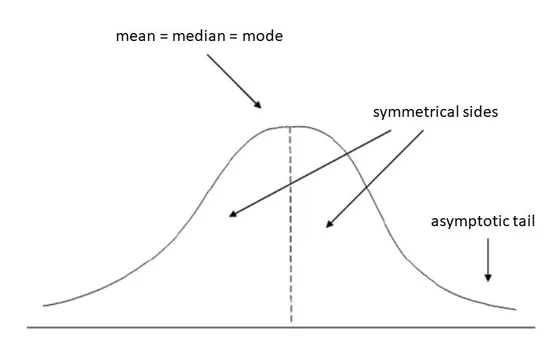 mean = median = mode
symmetrical sides
asymptotic tail